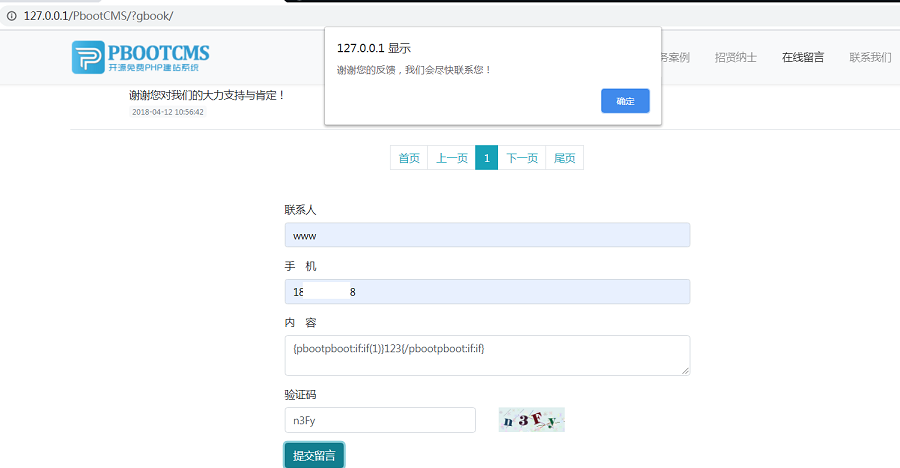 127.0.0.1/PbootCMS/?gbook/
PBOOTCMS
开源免费PHP建站系统
务案例 招贤纳士 在线留言 联系我们
127.0.0.1 显示
谢谢您的反馈，我们会尽快联系您！
确定
谢谢您对我们的大力支持与肯定！
2018-04-12 10:56:42
首页 上一页 1 下一页 尾页
联系人
www
手 机
18 8
内 容
{pbootpboot:if:if(1)}123{/pbootpboot:if:if}
验证码
n3Fy
n3Fy
提交留言